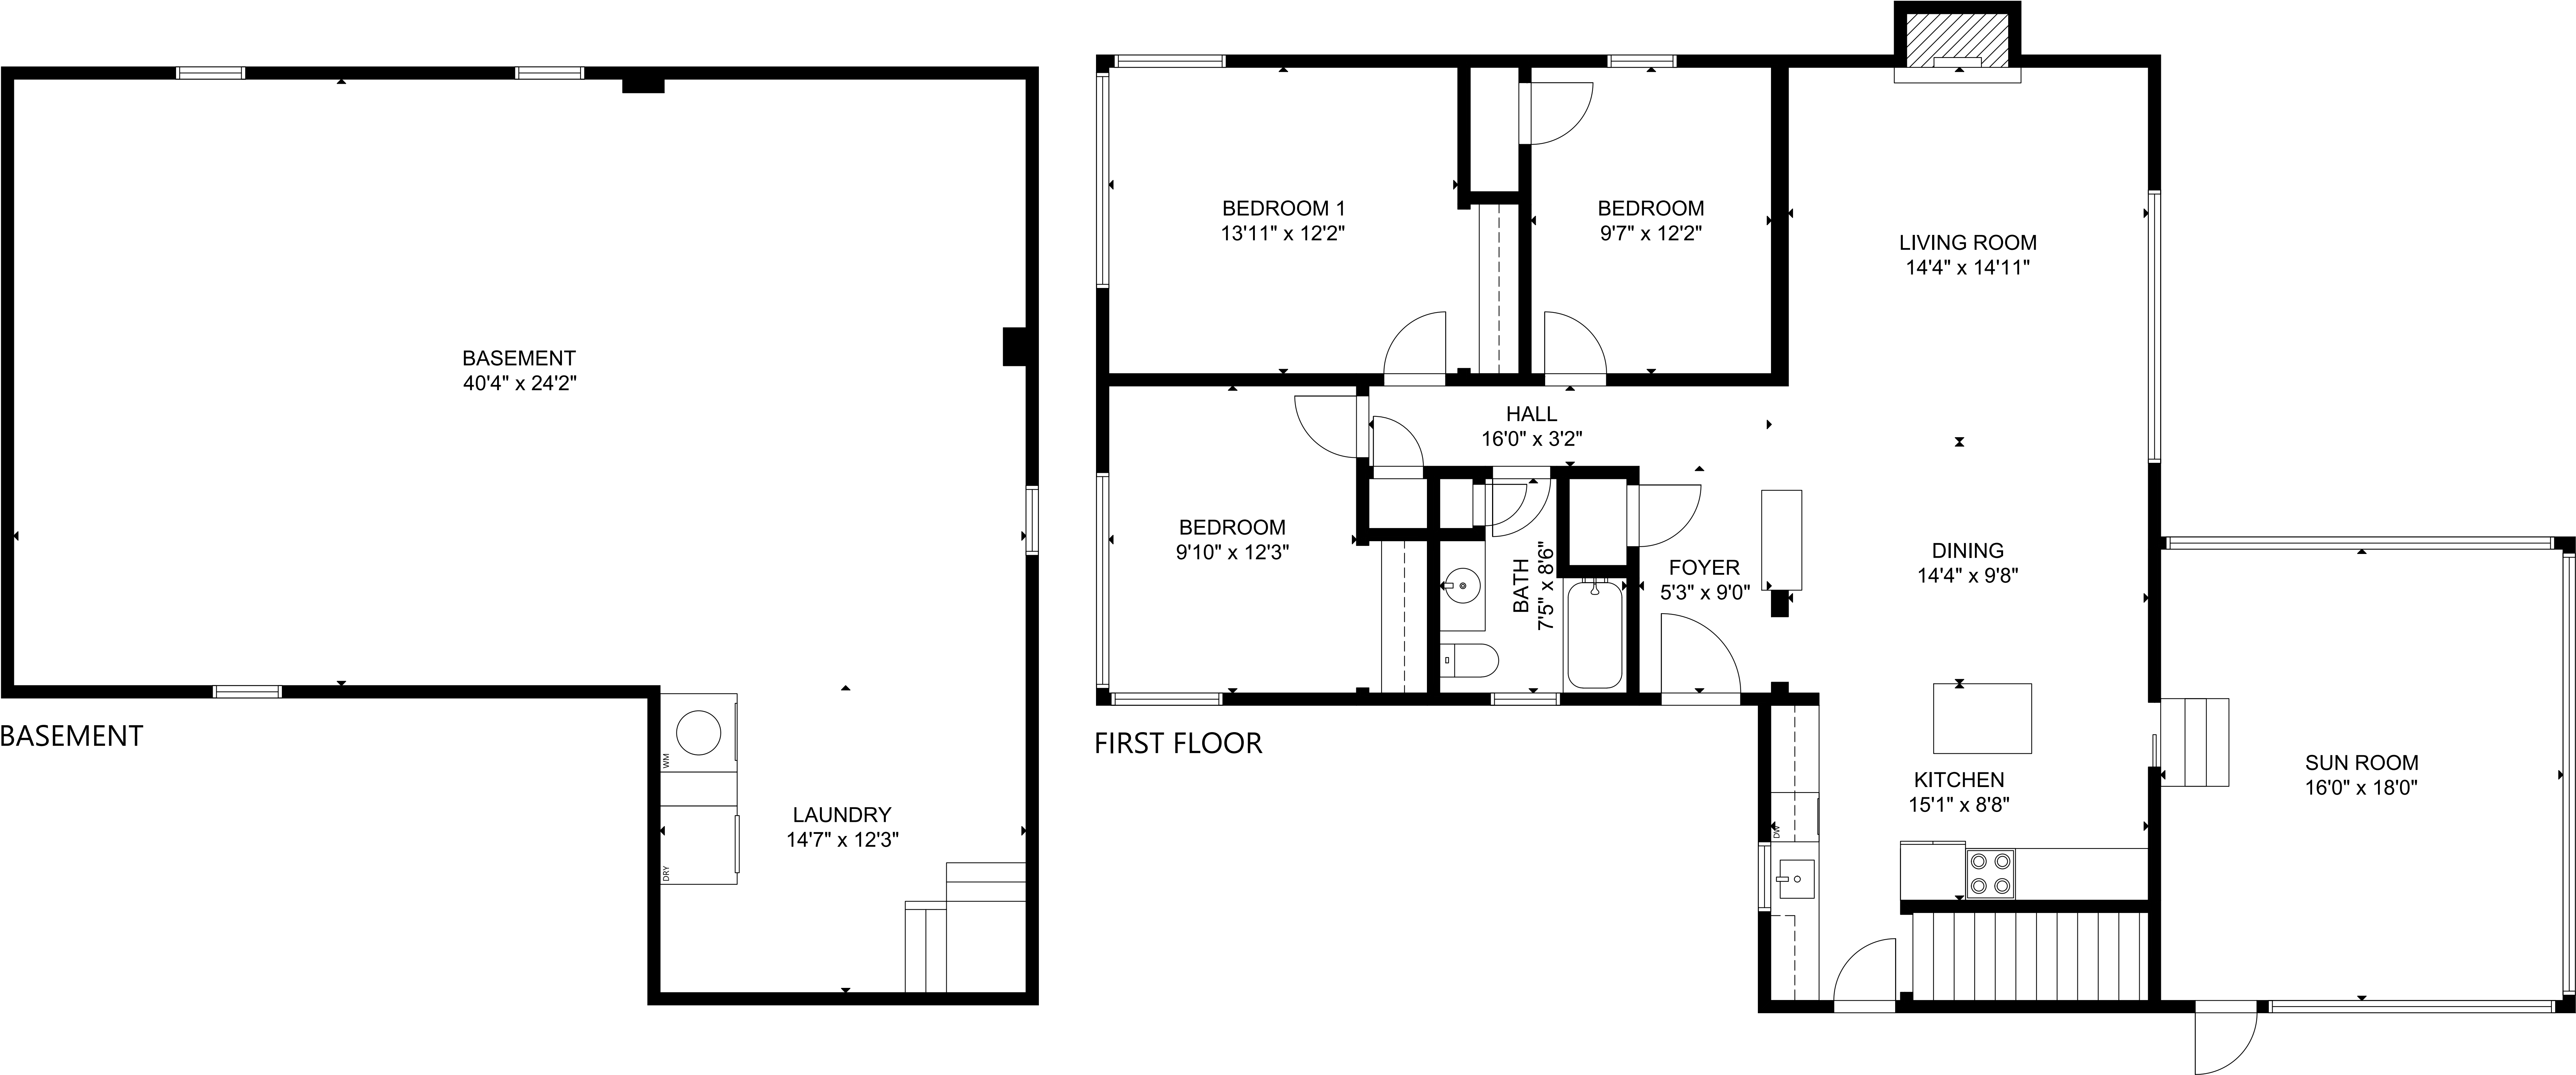 BASEMENT
40'4" x 24'2"
WM
DRY
LAUNDRY
14'7" x 12'3"
BASEMENT
BEDROOM 1
13'11" x 12'2"
BEDROOM
9'7" x 12'2"
LIVING ROOM
14'4" x 14'11"
HALL
16'0" x 3'2"
BEDROOM
9'10" x 12'3"
BATH
7'5" x 8'6"
FOYER
5'3" x 9'0"
DINING
14'4" x 9'8"
KITCHEN
15'1" x 8'8"
DW
SUN ROOM
16'0" x 18'0"
FIRST FLOOR